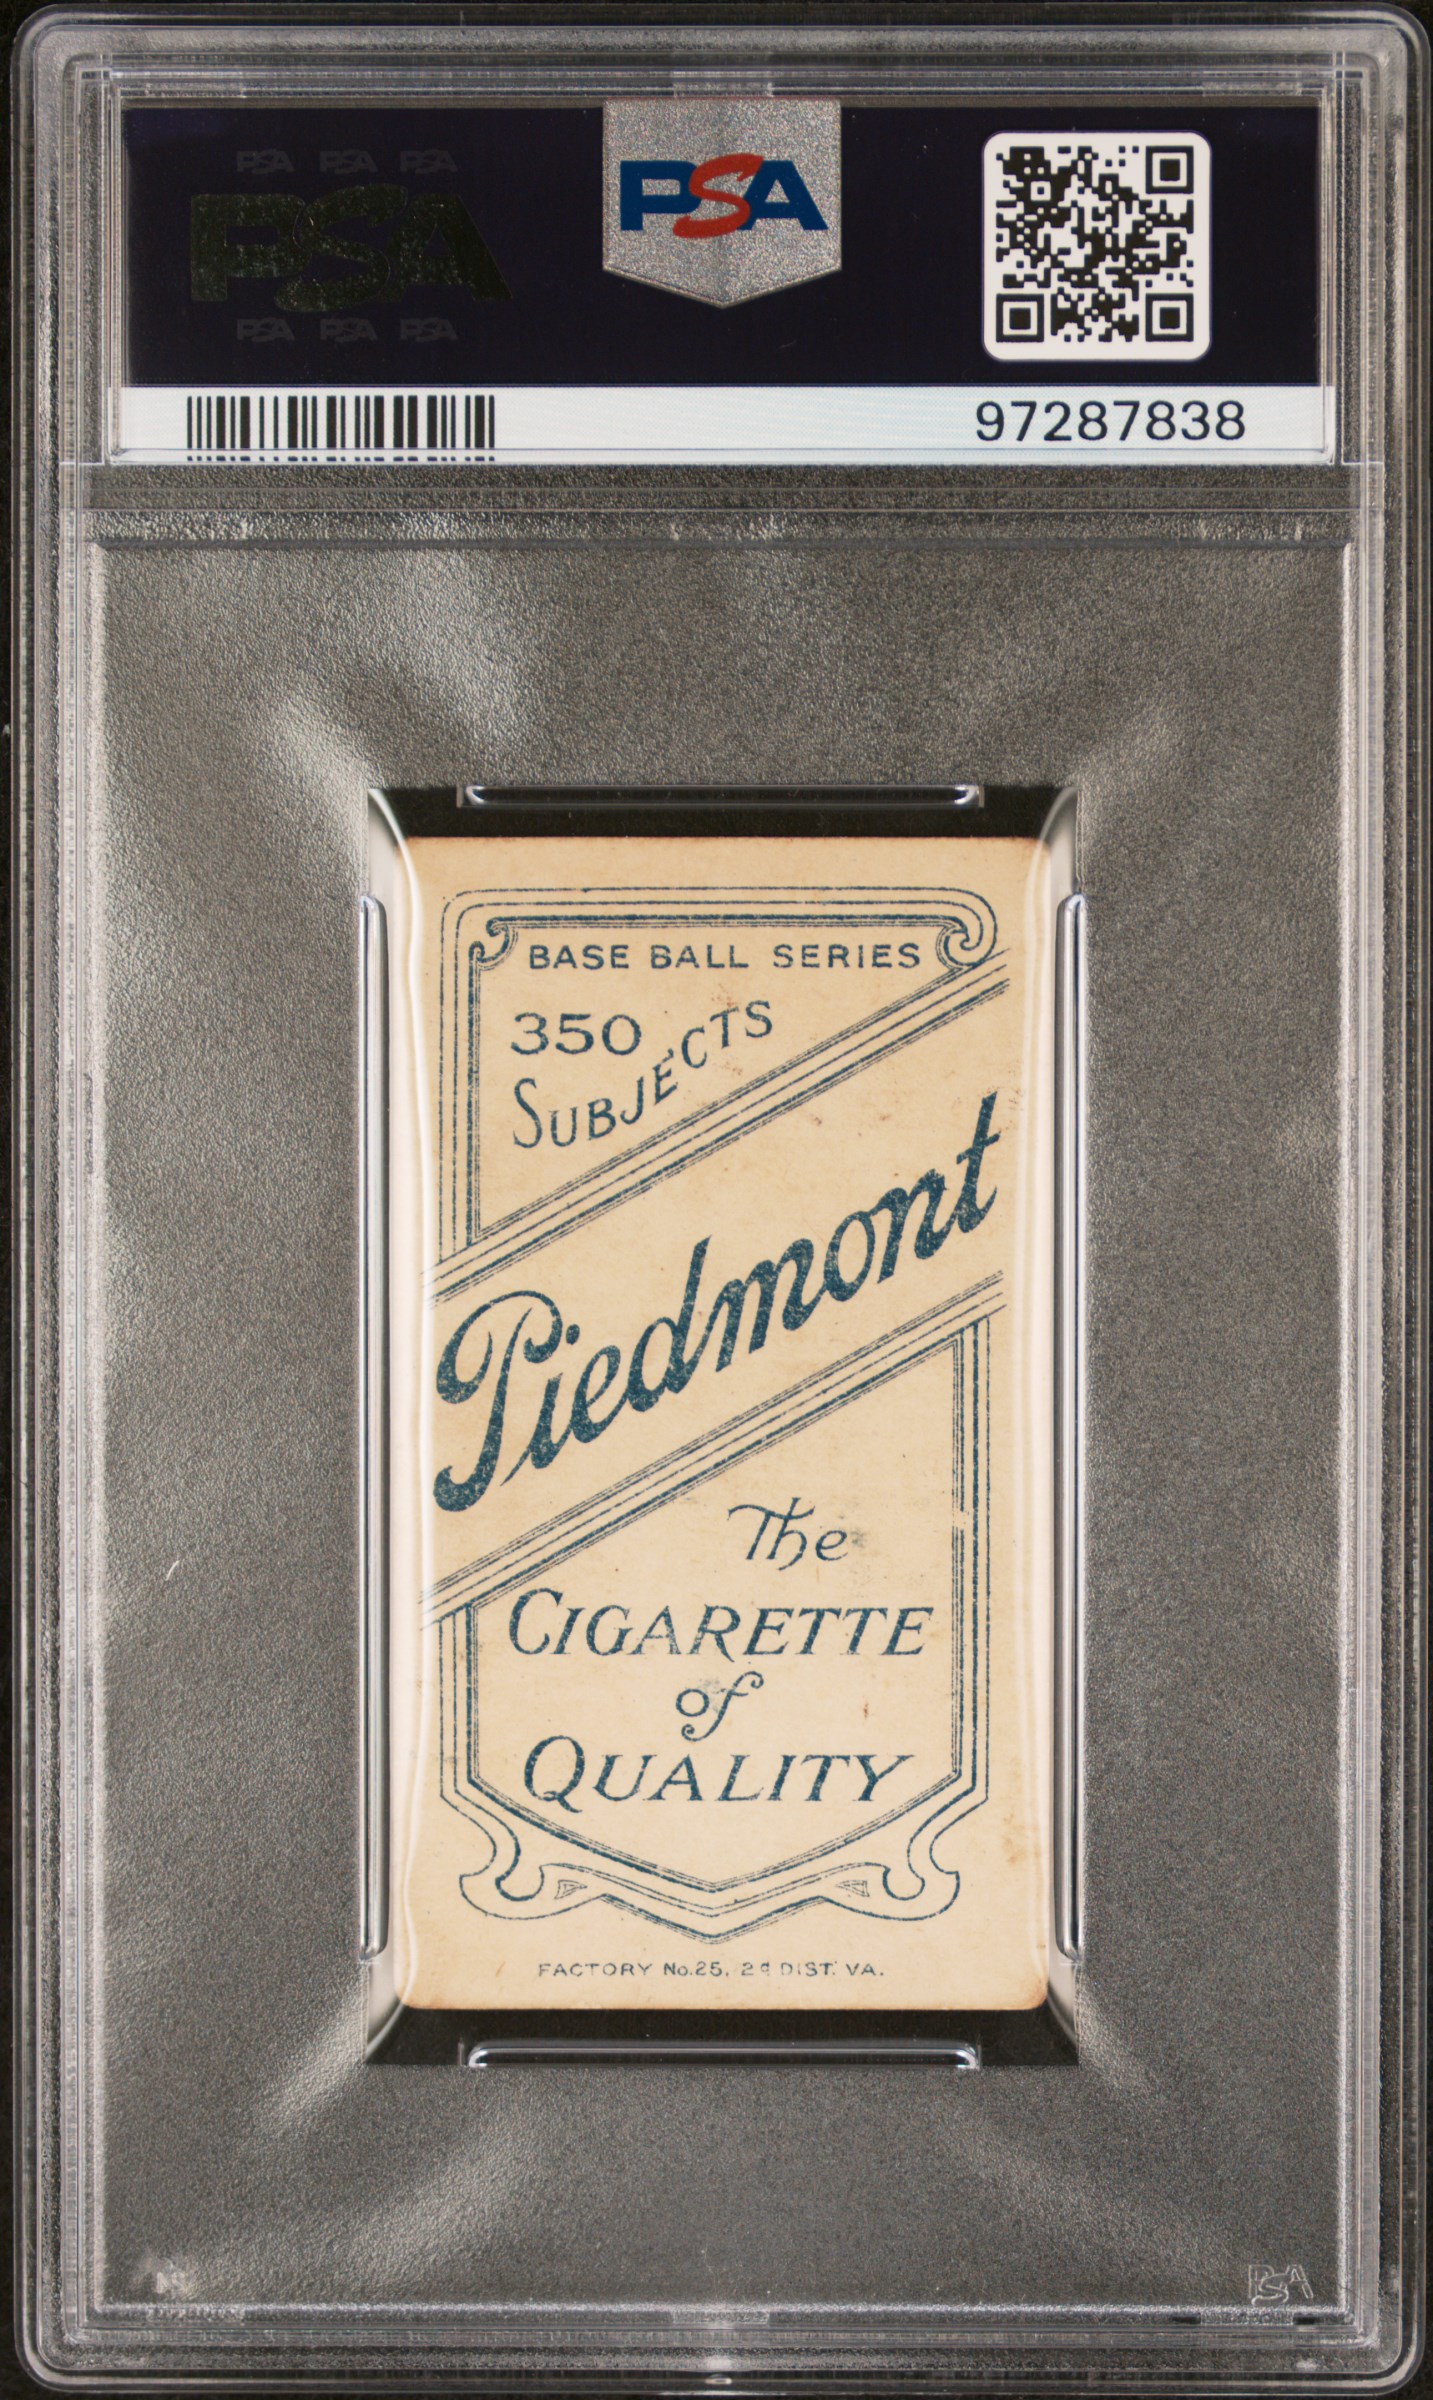 PSA PSA PSA
PSA
PSA PSA PSA
PSA
97287838
BASE BALL SERIES
350
SUBJECTS
Piedmont
The
CIGARETTE
of
QUALITY
FACTORY No.25, 2d DIST. VA.
PSA